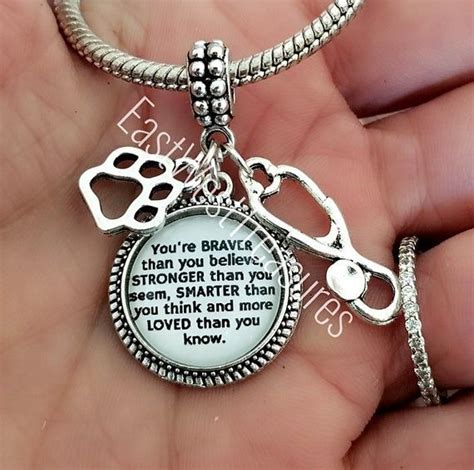 EastWestTreasures
You're BRAVER
than you believe,
STRONGER than you
seem, SMARTER than
you think and more
LOVED than you
know.